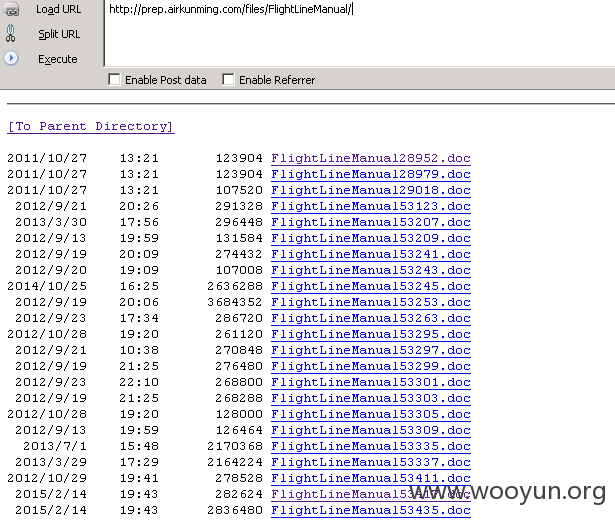 Load URL
http://prep.airkunming.com/files/FlightLineManual/
Split URL
Execute
Enable Post data Enable Referrer
[To Parent Directory]
2011/10/27 13:21 123904 FlightLineManual28952.doc
2011/10/27 13:21 123904 FlightLineManual28979.doc
2011/10/27 13:21 107520 FlightLineManual29018.doc
2012/9/21 20:26 291328 FlightLineManual53123.doc
2013/3/30 17:56 296448 FlightLineManual53207.doc
2012/9/13 19:59 131584 FlightLineManual53209.doc
2012/9/19 20:09 274432 FlightLineManual53241.doc
2012/9/20 19:09 107008 FlightLineManual53243.doc
2014/10/25 16:25 2636288 FlightLineManual53245.doc
2012/9/19 20:06 3684352 FlightLineManual53253.doc
2012/9/23 17:34 286720 FlightLineManual53263.doc
2012/10/28 19:20 261120 FlightLineManual53295.doc
2012/9/21 10:38 270848 FlightLineManual53297.doc
2012/9/19 21:25 276480 FlightLineManual53299.doc
2012/9/23 22:10 268800 FlightLineManual53301.doc
2012/9/19 21:25 268288 FlightLineManual53303.doc
2012/10/28 19:20 128000 FlightLineManual53305.doc
2012/9/13 19:59 126464 FlightLineManual53309.doc
2013/7/1 15:48 2170368 FlightLineManual53335.doc
2013/3/29 17:29 2164224 FlightLineManual53337.doc
2012/10/29 19:41 278528 FlightLineManual53411.doc
2015/2/14 19:43 282624
2015/2/14 19:43 2836480 FlightLineManual53435.doc
www.wooyun.org